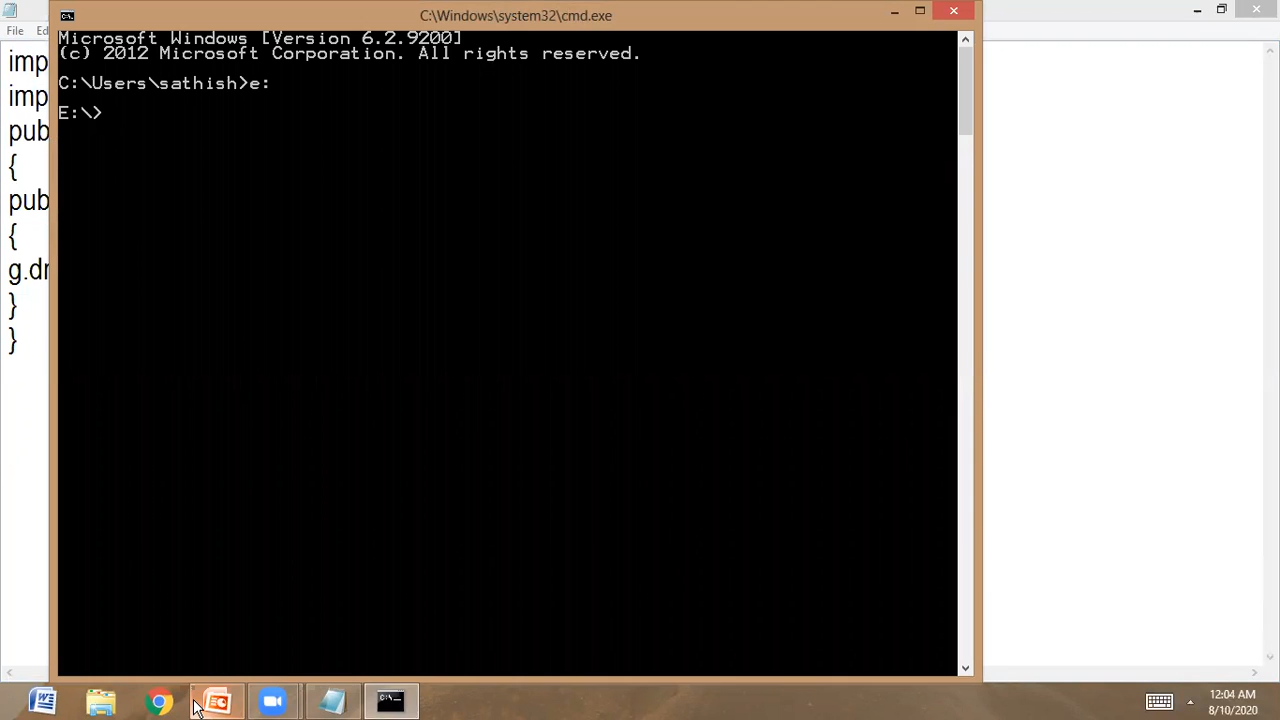 C:\Windows\system32\cmd.exe
File Ed
Microsoft Windows [Version 6.2.9200]
(c) 2012 Microsoft Corporation. All rights reserved.
C:\Users\sathish>e:
E:\>
imp
imp
pub
{
pub
{
g.dr
}
}
12:04 AM
8/10/2020